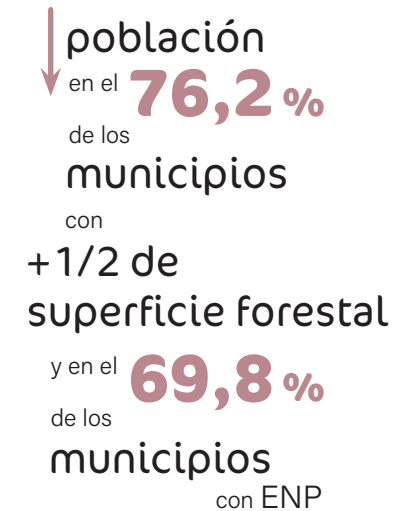 población
en el 76,2 %
de los
municipios
con
+1/2 de
superficie forestal
y en el 69,8 %
de los
municipios
con ENP